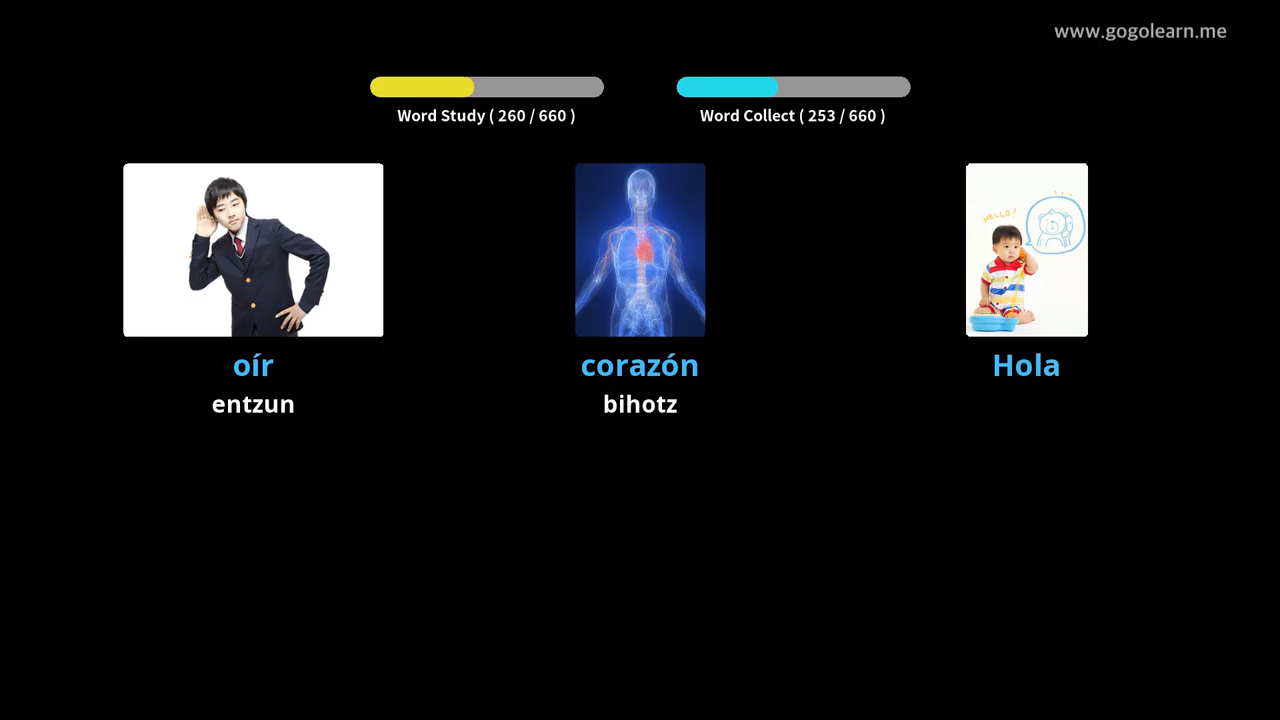 www.gogolearn.me
Word Study ( 260 / 660 )
Word Collect ( 253 / 660 )
HELLO?
oír
corazón
Hola
entzun
bihotz